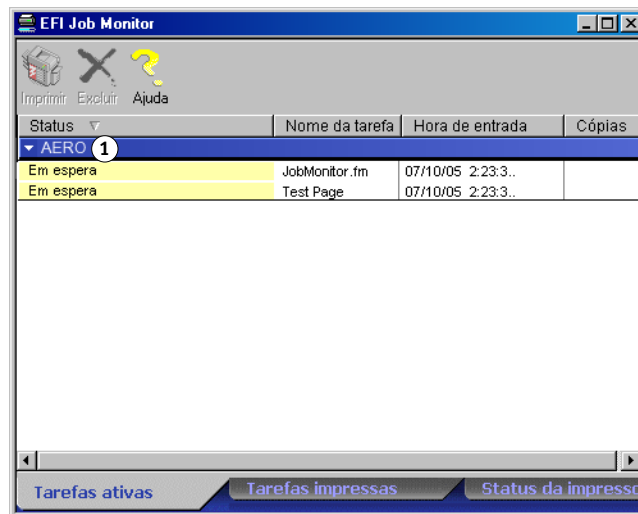 EFI Job Monitor
Imprimir Excluir Ajuda
Status Nome da tarefa Hora de entrada Cópias
AERO 1
Em espera JobMonitor.fm 07/10/05 2:23:3..
Em espera Test Page 07/10/05 2:23:3..
Tarefas ativas Tarefas impressas Status da impresso